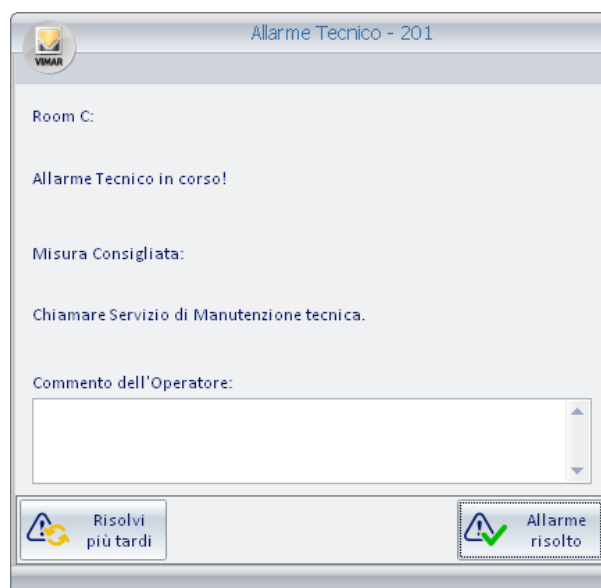 Allarme Tecnico - 201
VIMAR
Room C:
Allarme Tecnico in corso!
Misura Consigliata:
Chiamare Servizio di Manutenzione tecnica.
Commento dell'Operatore:
Risolvi
più tardi
Allarme
risolto